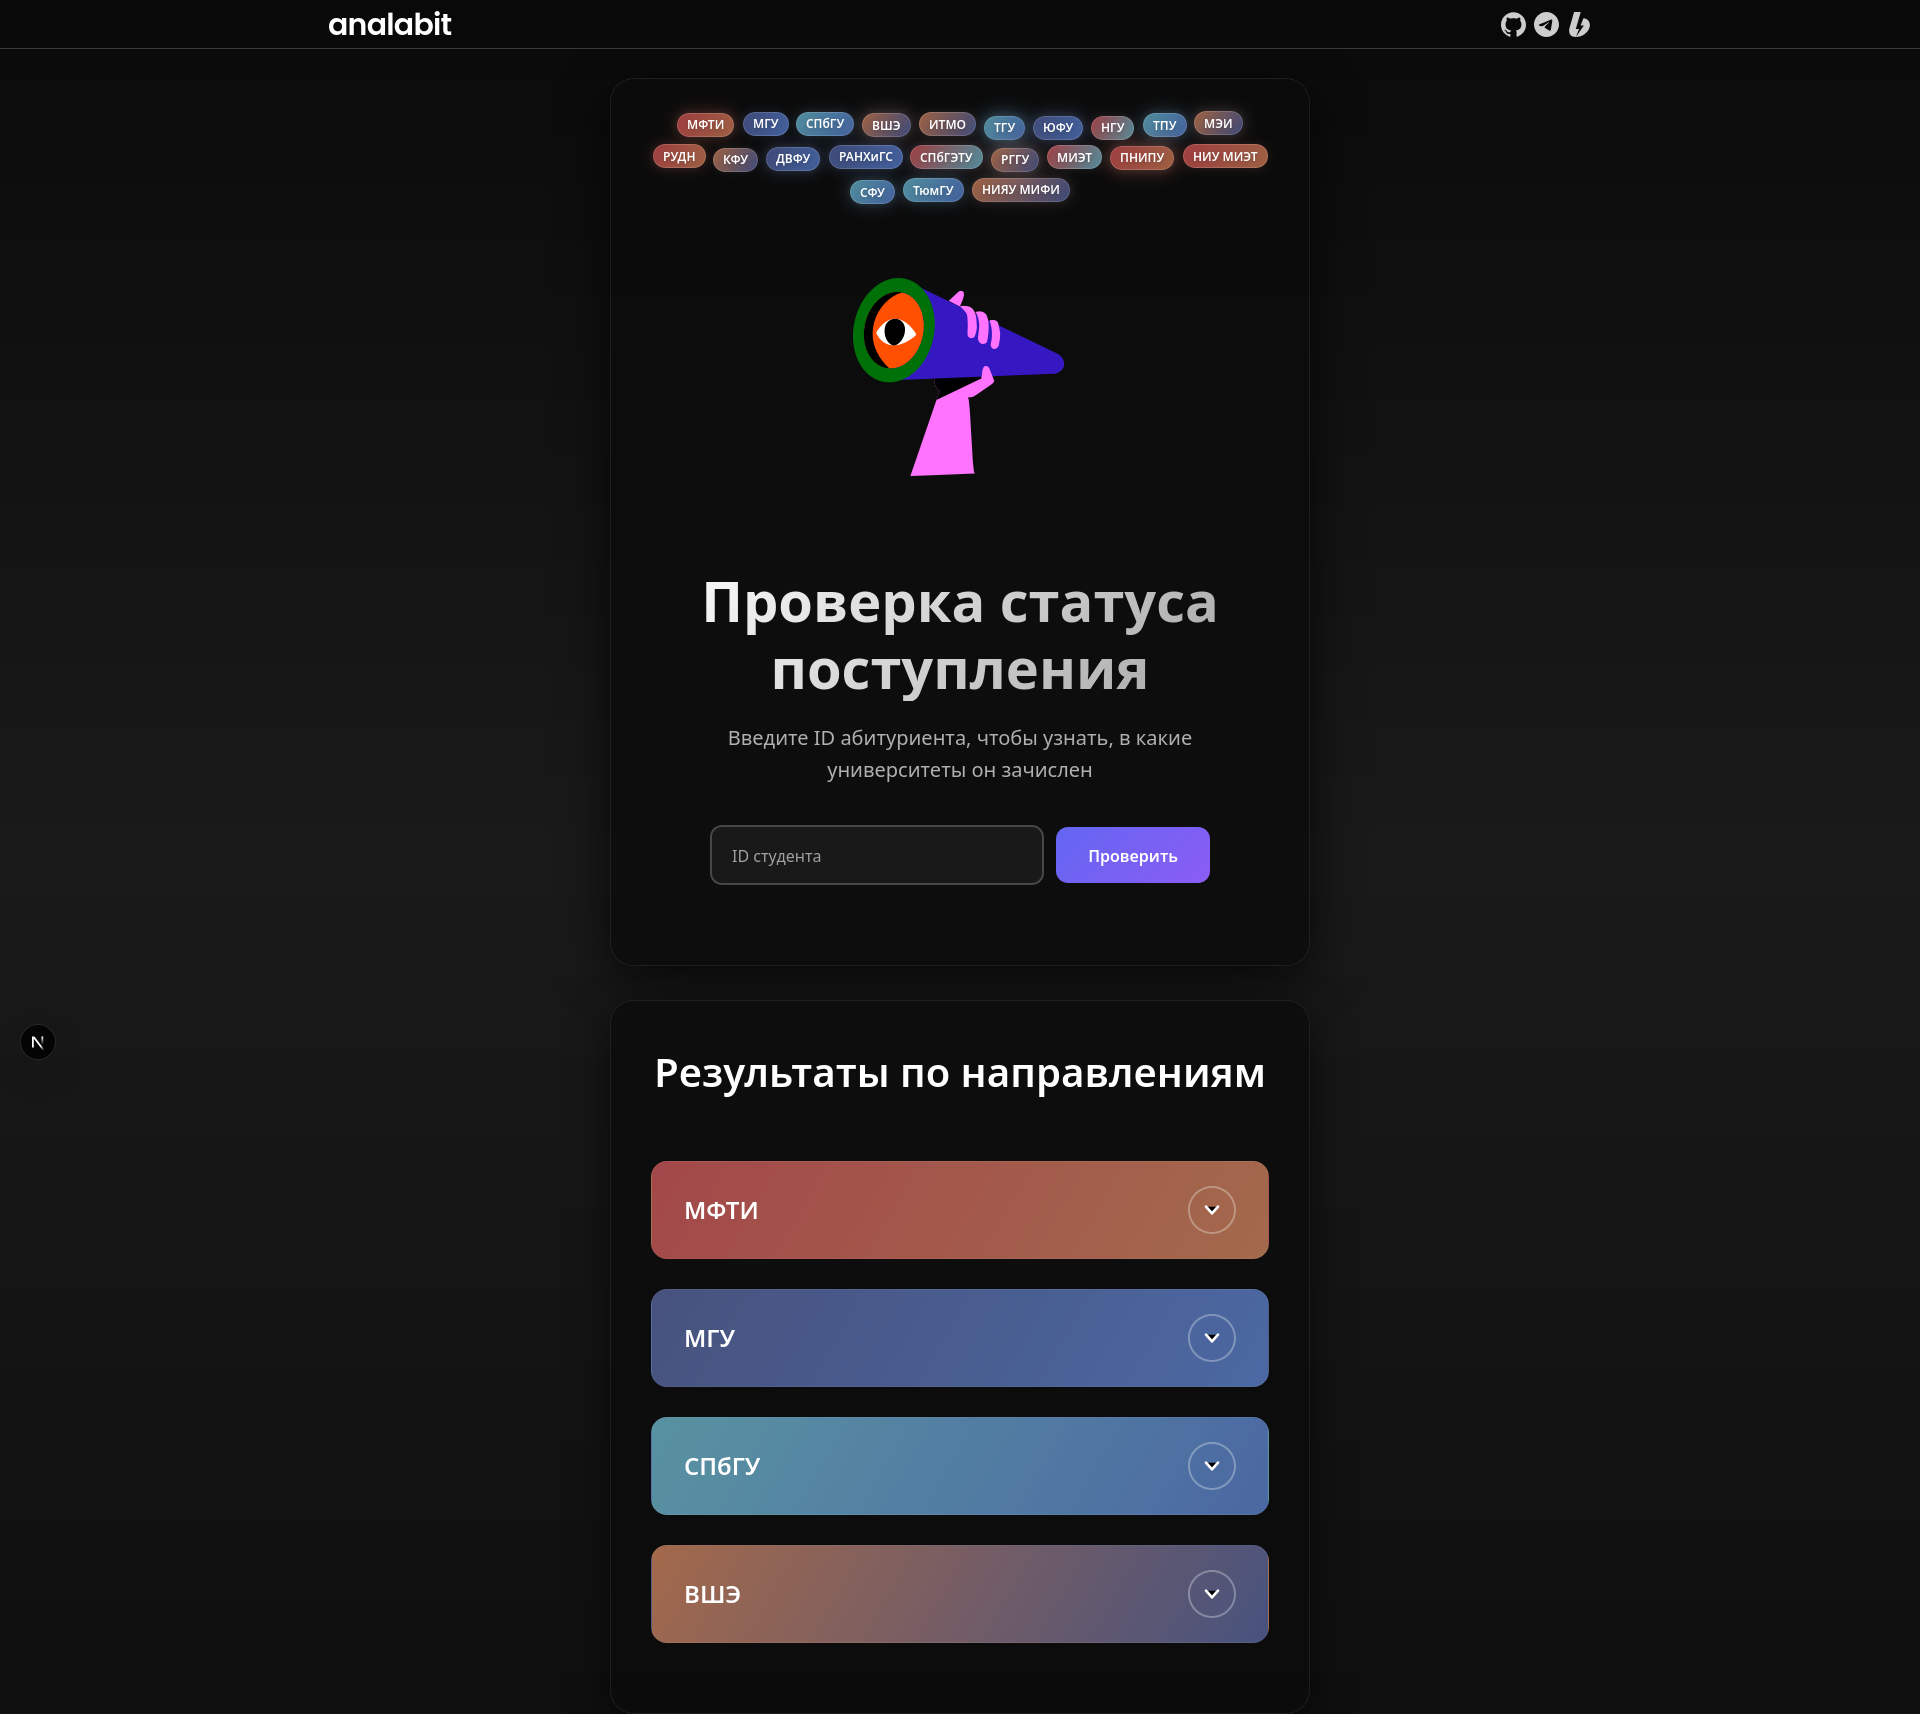 analabit
МФТИ МГУ СПбГУ ВШЭ ИТМО ТГУ ЮФУ НГУ ТПУ МЭИ
РУДН КФУ ДВФУ РАНХиГС СПбГЭТУ РГГУ МИЭТ ПНИПУ НИУ МИЭТ
СФУ ТюмГУ НИЯУ МИФИ
Проверка статуса
поступления
Введите ID абитуриента, чтобы узнать, в какие
университеты он зачислен
ID студента
Проверить
N
Результаты по направлениям
МФТИ
МГУ
СПбГУ
ВШЭ